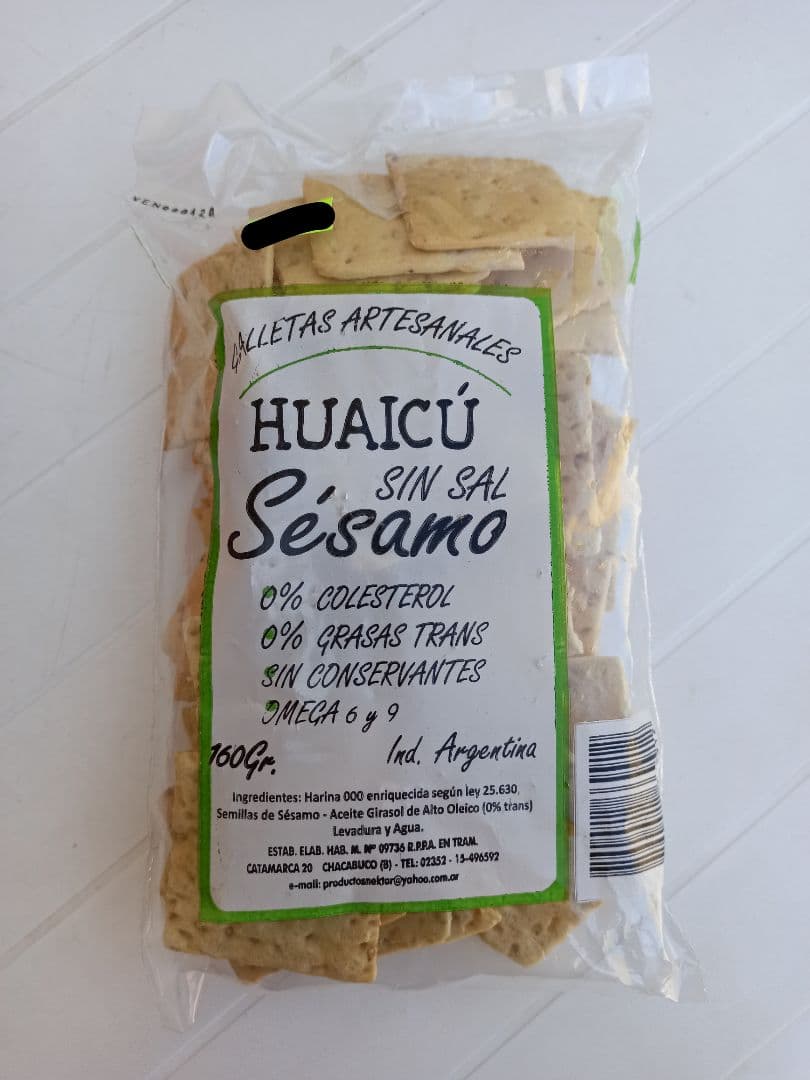 GALLETAS ARTESANALES
HUAICÚ
SIN SAL
Sésamo
0% COLESTEROL
0% GRASAS TRANS
SIN CONSERVANTES
OMEGA 6 y 9
160Gr.
Ind. Argentina
Ingredientes: Harina 000 enriquecida según ley 25.630,
Semillas de Sésamo - Aceite Girasol de Alto Oleico (0% trans)
Levadura y Agua.
ESTAB. ELAB. HAB. M. Nº 09736 R.P.P.A. EN TRAM.
CATAMARCA 20 CHACABUCO (B) - TEL: 02352 - 15-496592
e-mail: productosnektar@yahoo.com.ar